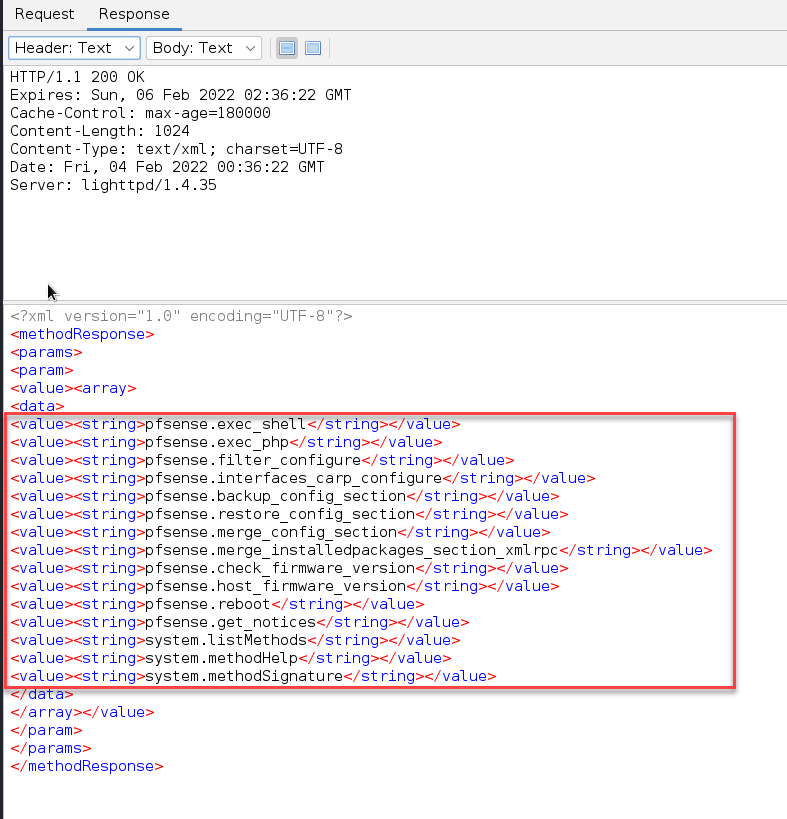 Request Response
Header: Text Body: Text
HTTP/1.1 200 OK
Expires: Sun, 06 Feb 2022 02:36:22 GMT
Cache-Control: max-age=180000
Content-Length: 1024
Content-Type: text/xml; charset=UTF-8
Date: Fri, 04 Feb 2022 00:36:22 GMT
Server: lighttpd/1.4.35
<?xml version="1.0" encoding="UTF-8"?>
<methodResponse>
<params>
<param>
<value><array>
<data>
<value><string>pfsense.exec_shell</string></value>
<value><string>pfsense.exec_php</string></value>
<value><string>pfsense.filter_configure</string></value>
<value><string>pfsense.interfaces_carp_configure</string></value>
<value><string>pfsense.backup_config_section</string></value>
<value><string>pfsense.restore_config_section</string></value>
<value><string>pfsense.merge_config_section</string></value>
<value><string>pfsense.merge_installedpackages_section_xmlrpc</string></value>
<value><string>pfsense.check_firmware_version</string></value>
<value><string>pfsense.host_firmware_version</string></value>
<value><string>pfsense.reboot</string></value>
<value><string>pfsense.get_notices</string></value>
<value><string>system.listMethods</string></value>
<value><string>system.methodHelp</string></value>
<value><string>system.methodSignature</string></value>
</data>
</array></value>
</param>
</params>
</methodResponse>